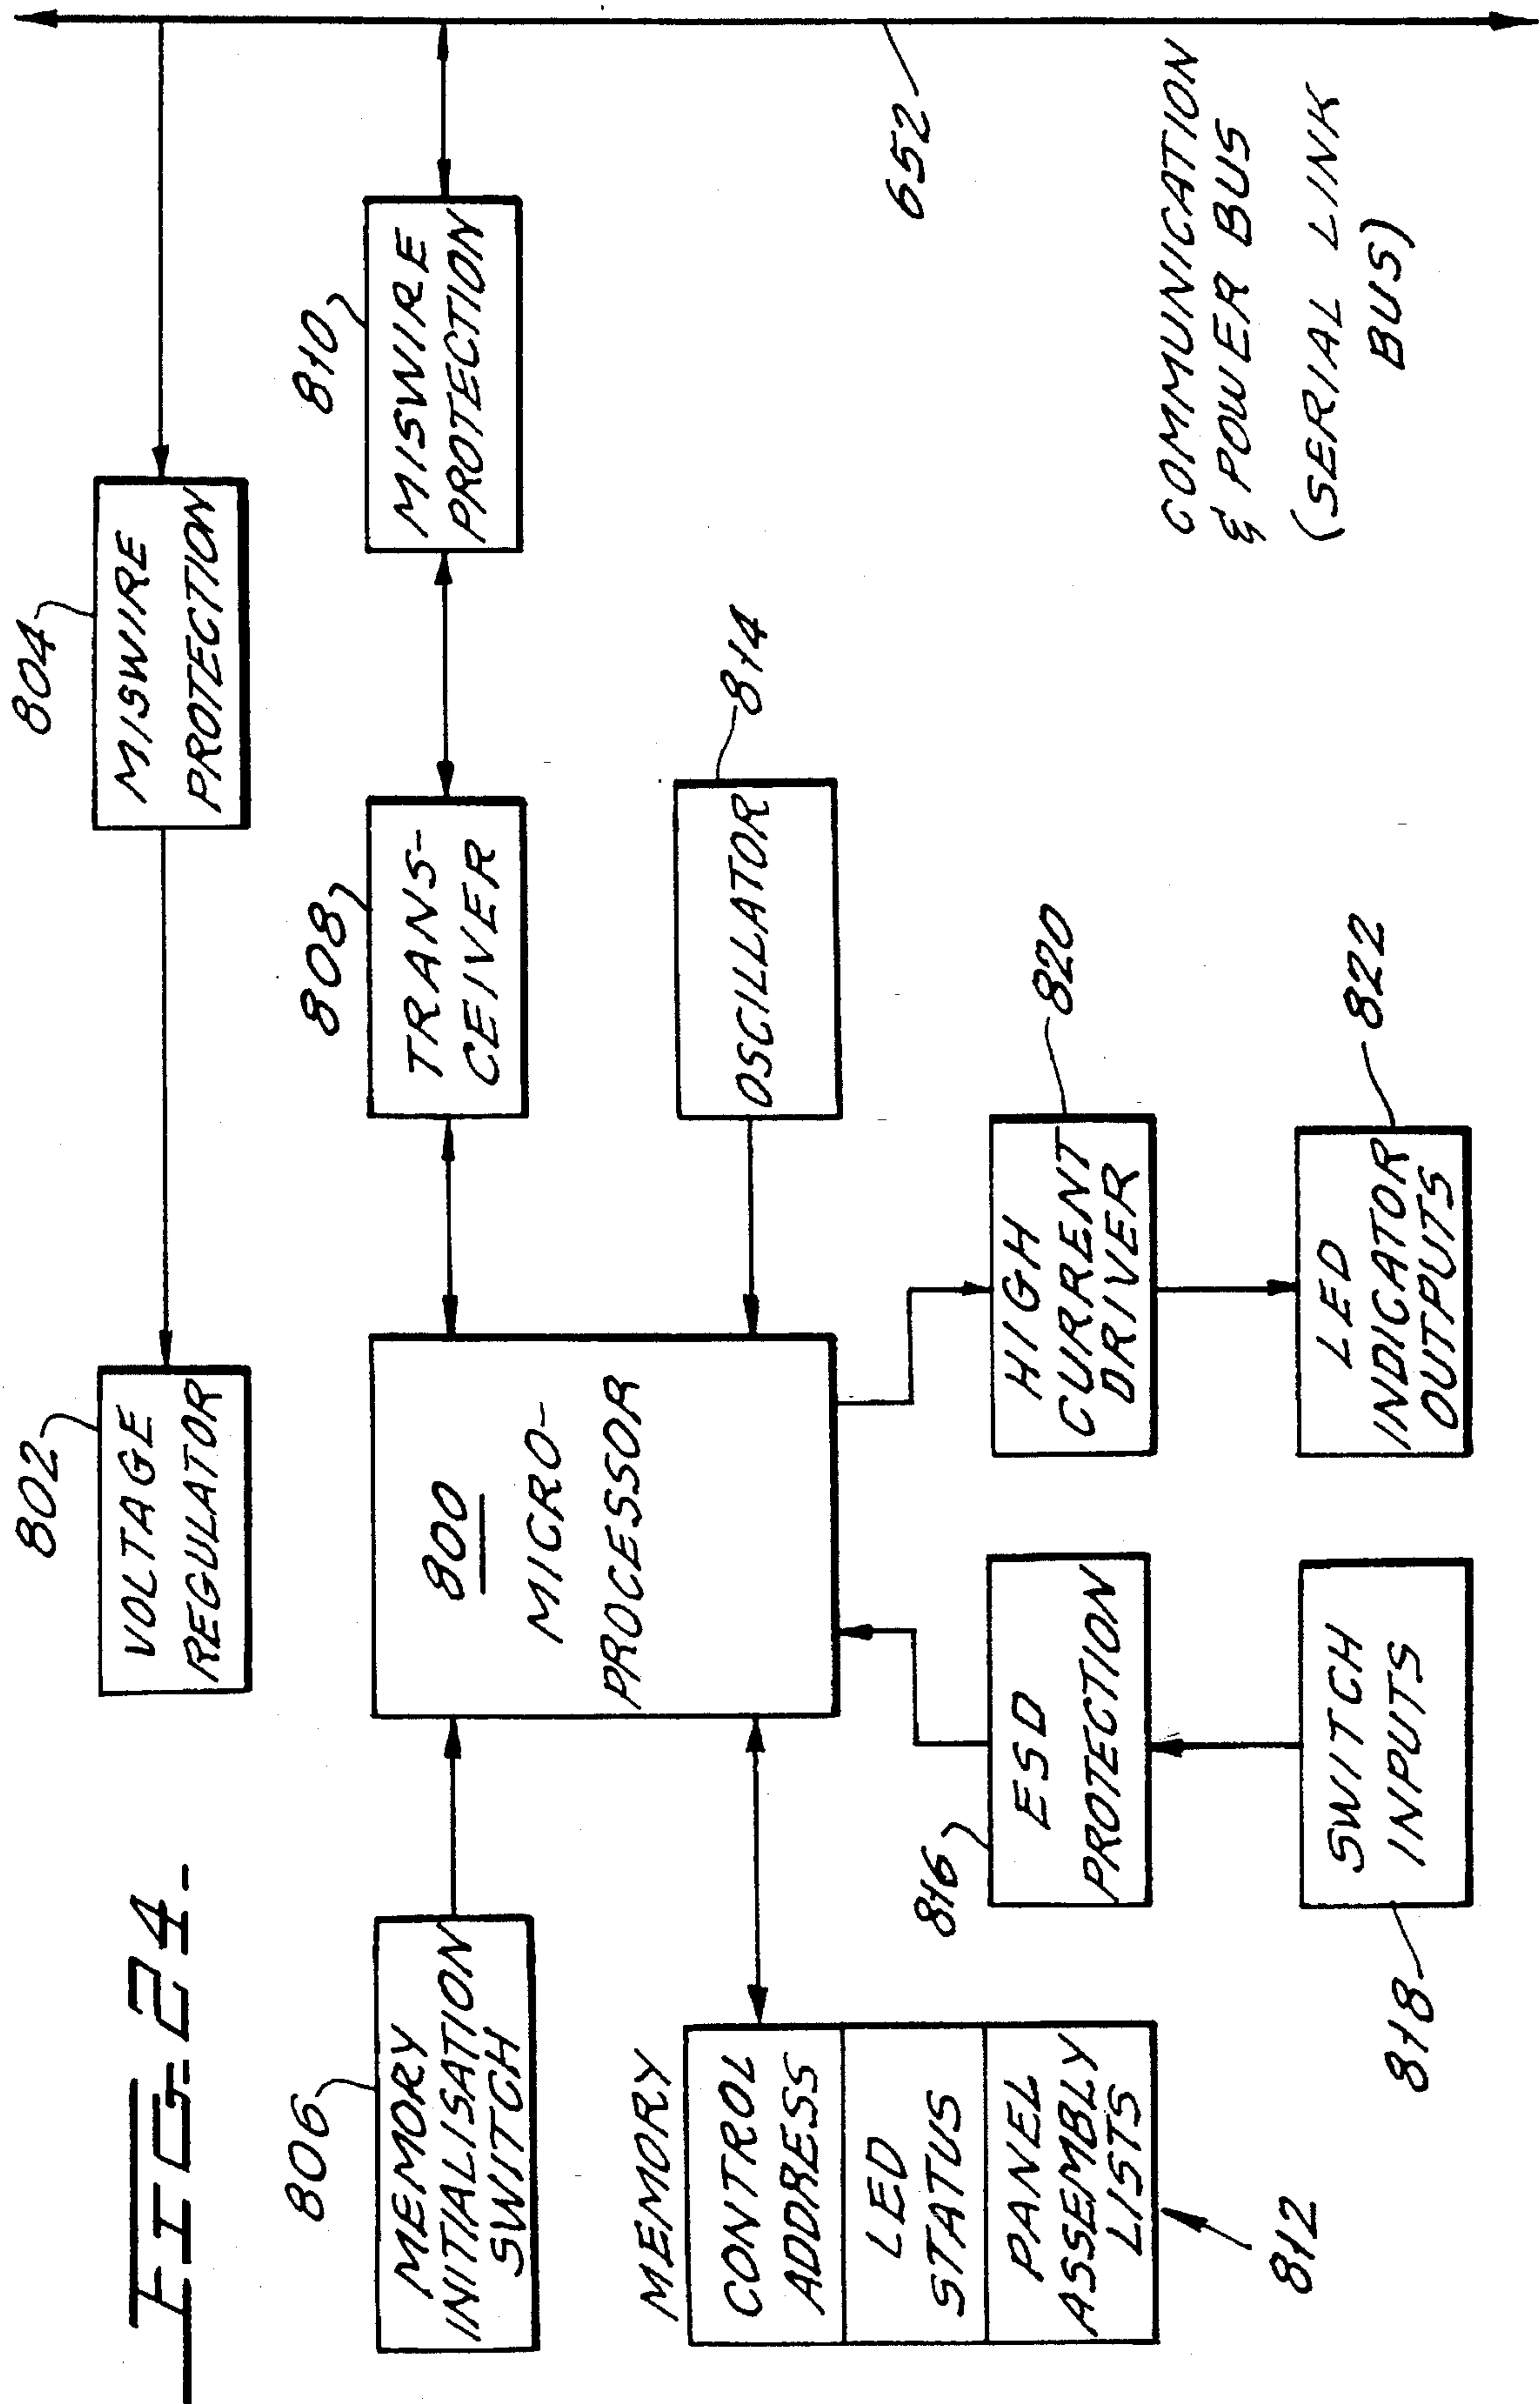 FIG. 24.
802
VOLTAGE
REGULATOR
804
MISWIRE
PROTECTION
806
MEMORY
INITIALISATION
SWITCH
800
MICRO-
PROCESSOR
808
TRANS-
CEIVER
810
MISWIRE
PROTECTION
MEMORY
CONTROL
ADDRESS
LED
STATUS
PANEL
ASSEMBLY
LISTS
812
OSCILLATOR
814
816
ESD
PROTECTION
818
SWITCH
INPUTS
HIGH
CURRENT
DRIVER
820
LED
INDICATOR
OUTPUTS
822
652
COMMUNICATION
& POWER BUS
(SERIAL LINK
BUS)